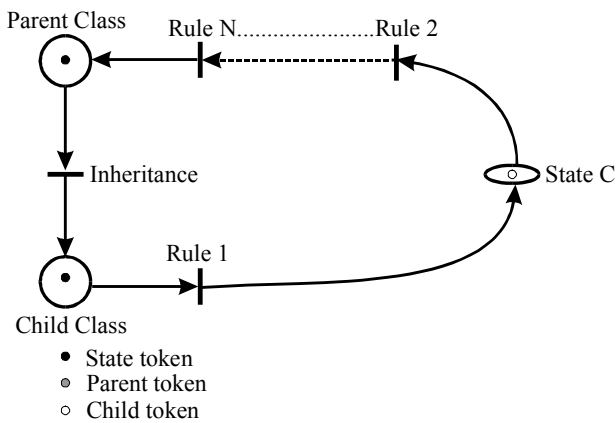 Parent Class
Rule N.......................Rule 2
Inheritance
State C
Rule 1
Child Class
State token
Parent token
Child token